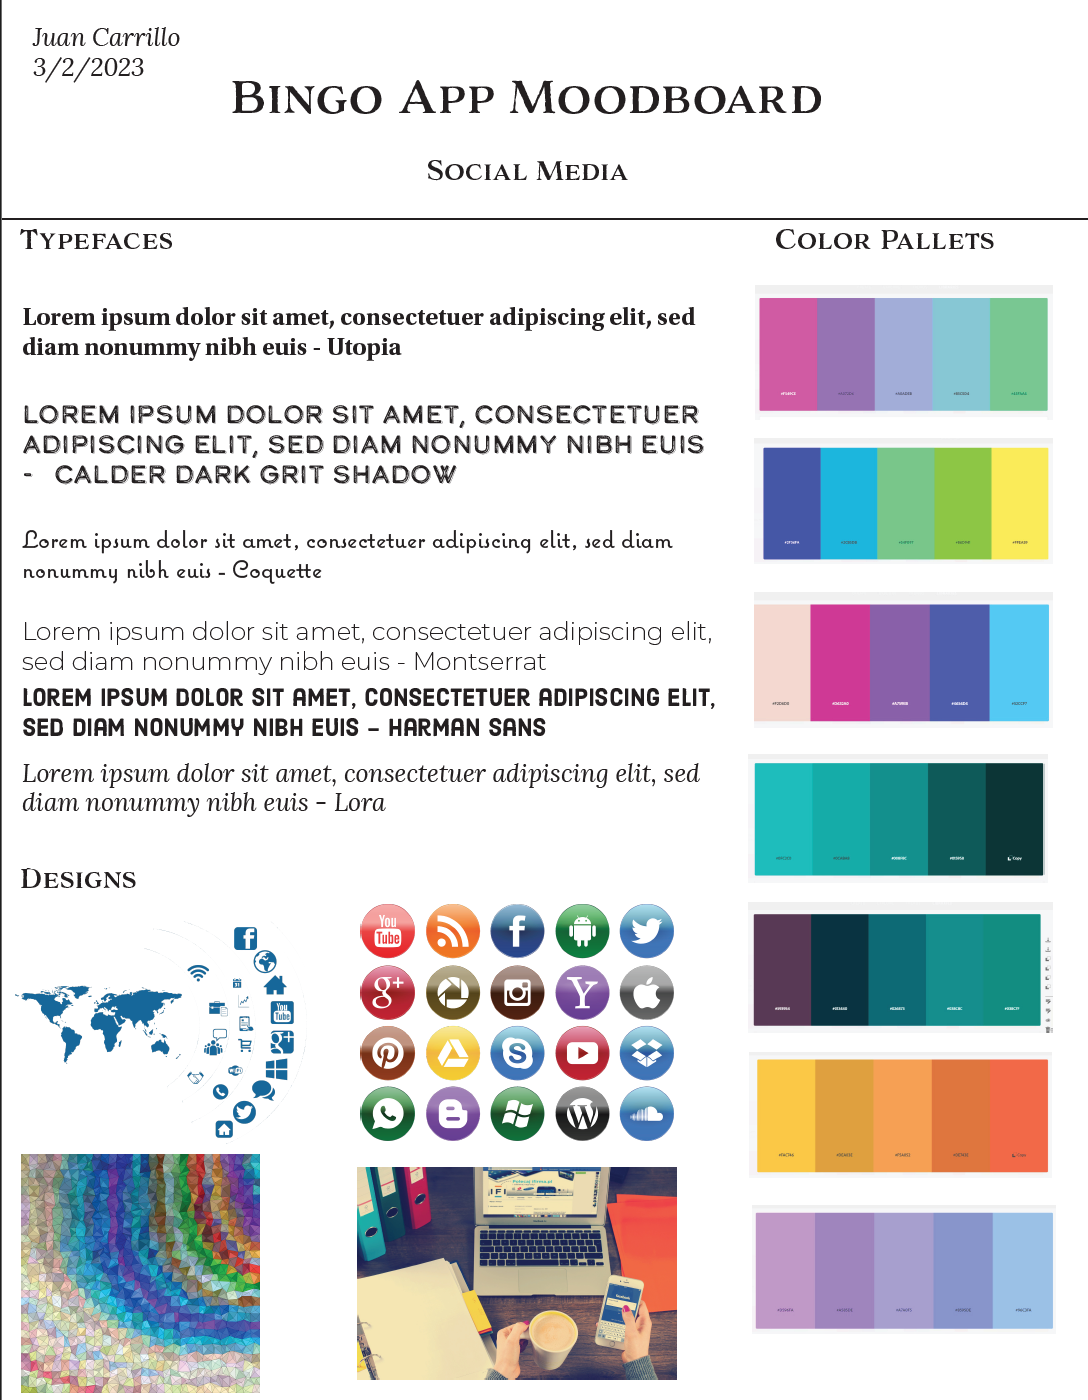 Juan Carrillo
3/2/2023
Bingo App Moodboard
Social Media
Typefaces
Color Pallets
Lorem ipsum dolor sit amet, consectetuer adipiscing elit, sed
diam nonummy nibh euis - Utopia
LOREM IPSUM DOLOR SIT AMET, CONSECTETUER
ADIPISCING ELIT, SED DIAM NONUMMY NIBH EUIS
- CALDER DARK GRIT SHADOW
Lorem ipsum dolor sit amet, consectetuer adipiscing elit, sed diam
nonummy nibh euis - Coquette
Lorem ipsum dolor sit amet, consectetuer adipiscing elit,
sed diam nonummy nibh euis - Montserrat
LOREM IPSUM DOLOR SIT AMET, CONSECTETUER ADIPISCING ELIT,
SED DIAM NONUMMY NIBH EUIS - HARMAN SANS
Lorem ipsum dolor sit amet, consectetuer adipiscing elit, sed
diam nonummy nibh euis - Lora
Designs
You
Tube
You
Tube
Copy
Copy